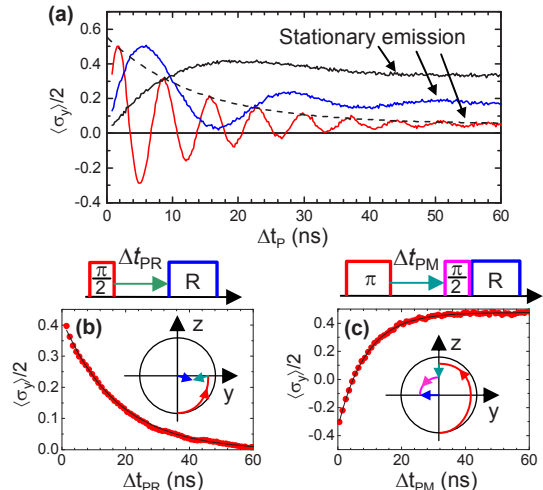 (a)
Stationary emission
0.6
0.4
0.2
0.0
-0.2
0.4
⟨σy⟩/2
0 10 20 30 40 50 60
ΔtP (ns)
π/2 ΔtPR R
π ΔtPM π/2 R
(b)
0.4
0.3
0.2
0.1
0.0
⟨σy⟩/2
z
y
0 20 40 60
ΔtPR (ns)
(c)
0.4
0.2
0.0
-0.2
-0.4
⟨σy⟩/2
z
y
0 20 40 60
ΔtPM (ns)